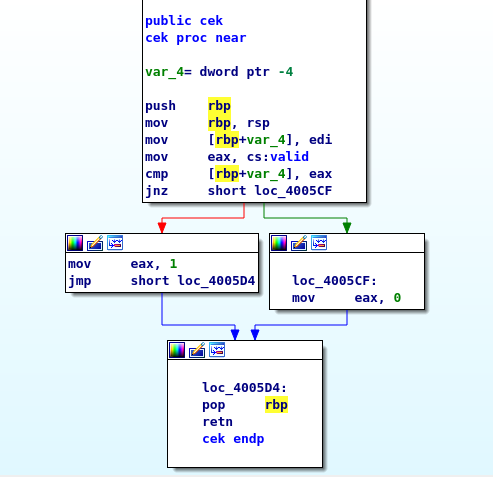 public cek
cek proc near
var_4= dword ptr -4
push rbp
mov rbp, rsp
mov [rbp+var_4], edi
mov eax, cs:valid
cmp [rbp+var_4], eax
jnz short loc_4005CF
mov eax, 1
jmp short loc_4005D4
loc_4005CF:
mov eax, 0
loc_4005D4:
pop rbp
retn
cek endp